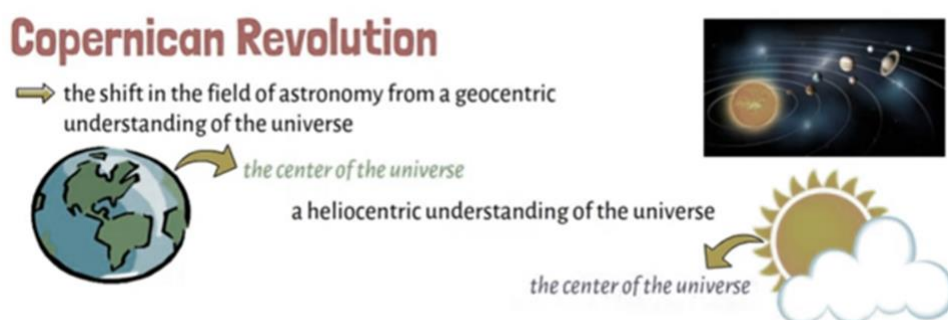 Copernican Revolution
the shift in the field of astronomy from a geocentric
understanding of the universe
the center of the universe
a heliocentric understanding of the universe
the center of the universe